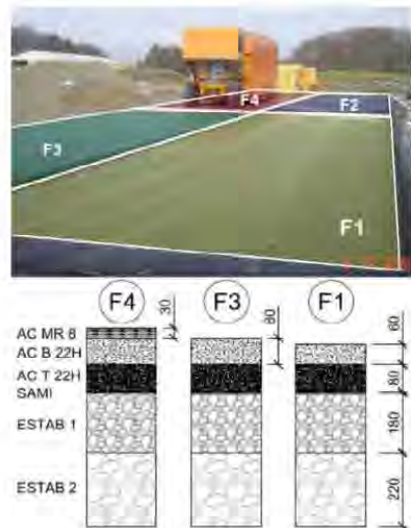 F4
F2
F3
F1
F4 F3 F1
30
80
60
AC MR 8
AC B 22H
AC T 22H
SAMI
80
ESTAB 1
180
ESTAB 2
220